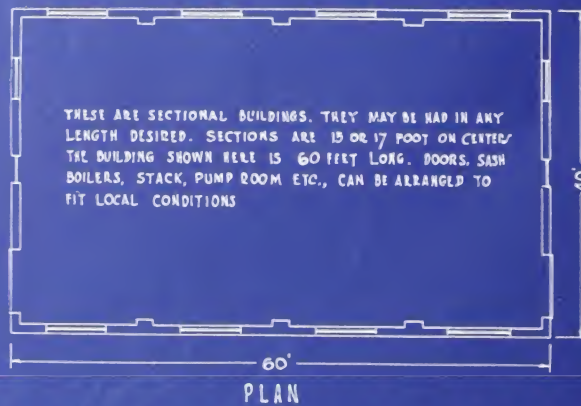 THESE ARE SECTIONAL BUILDINGS. THEY MAY BE HAD IN ANY
LENGTH DESIRED. SECTIONS ARE 15 OR 17 FOOT ON CENTERS
THE BUILDING SHOWN HERE IS 60 FEET LONG. DOORS, SASH
BOILERS, STACK, PUMP ROOM ETC., CAN BE ARRANGED TO
FIT LOCAL CONDITIONS
60'
PLAN